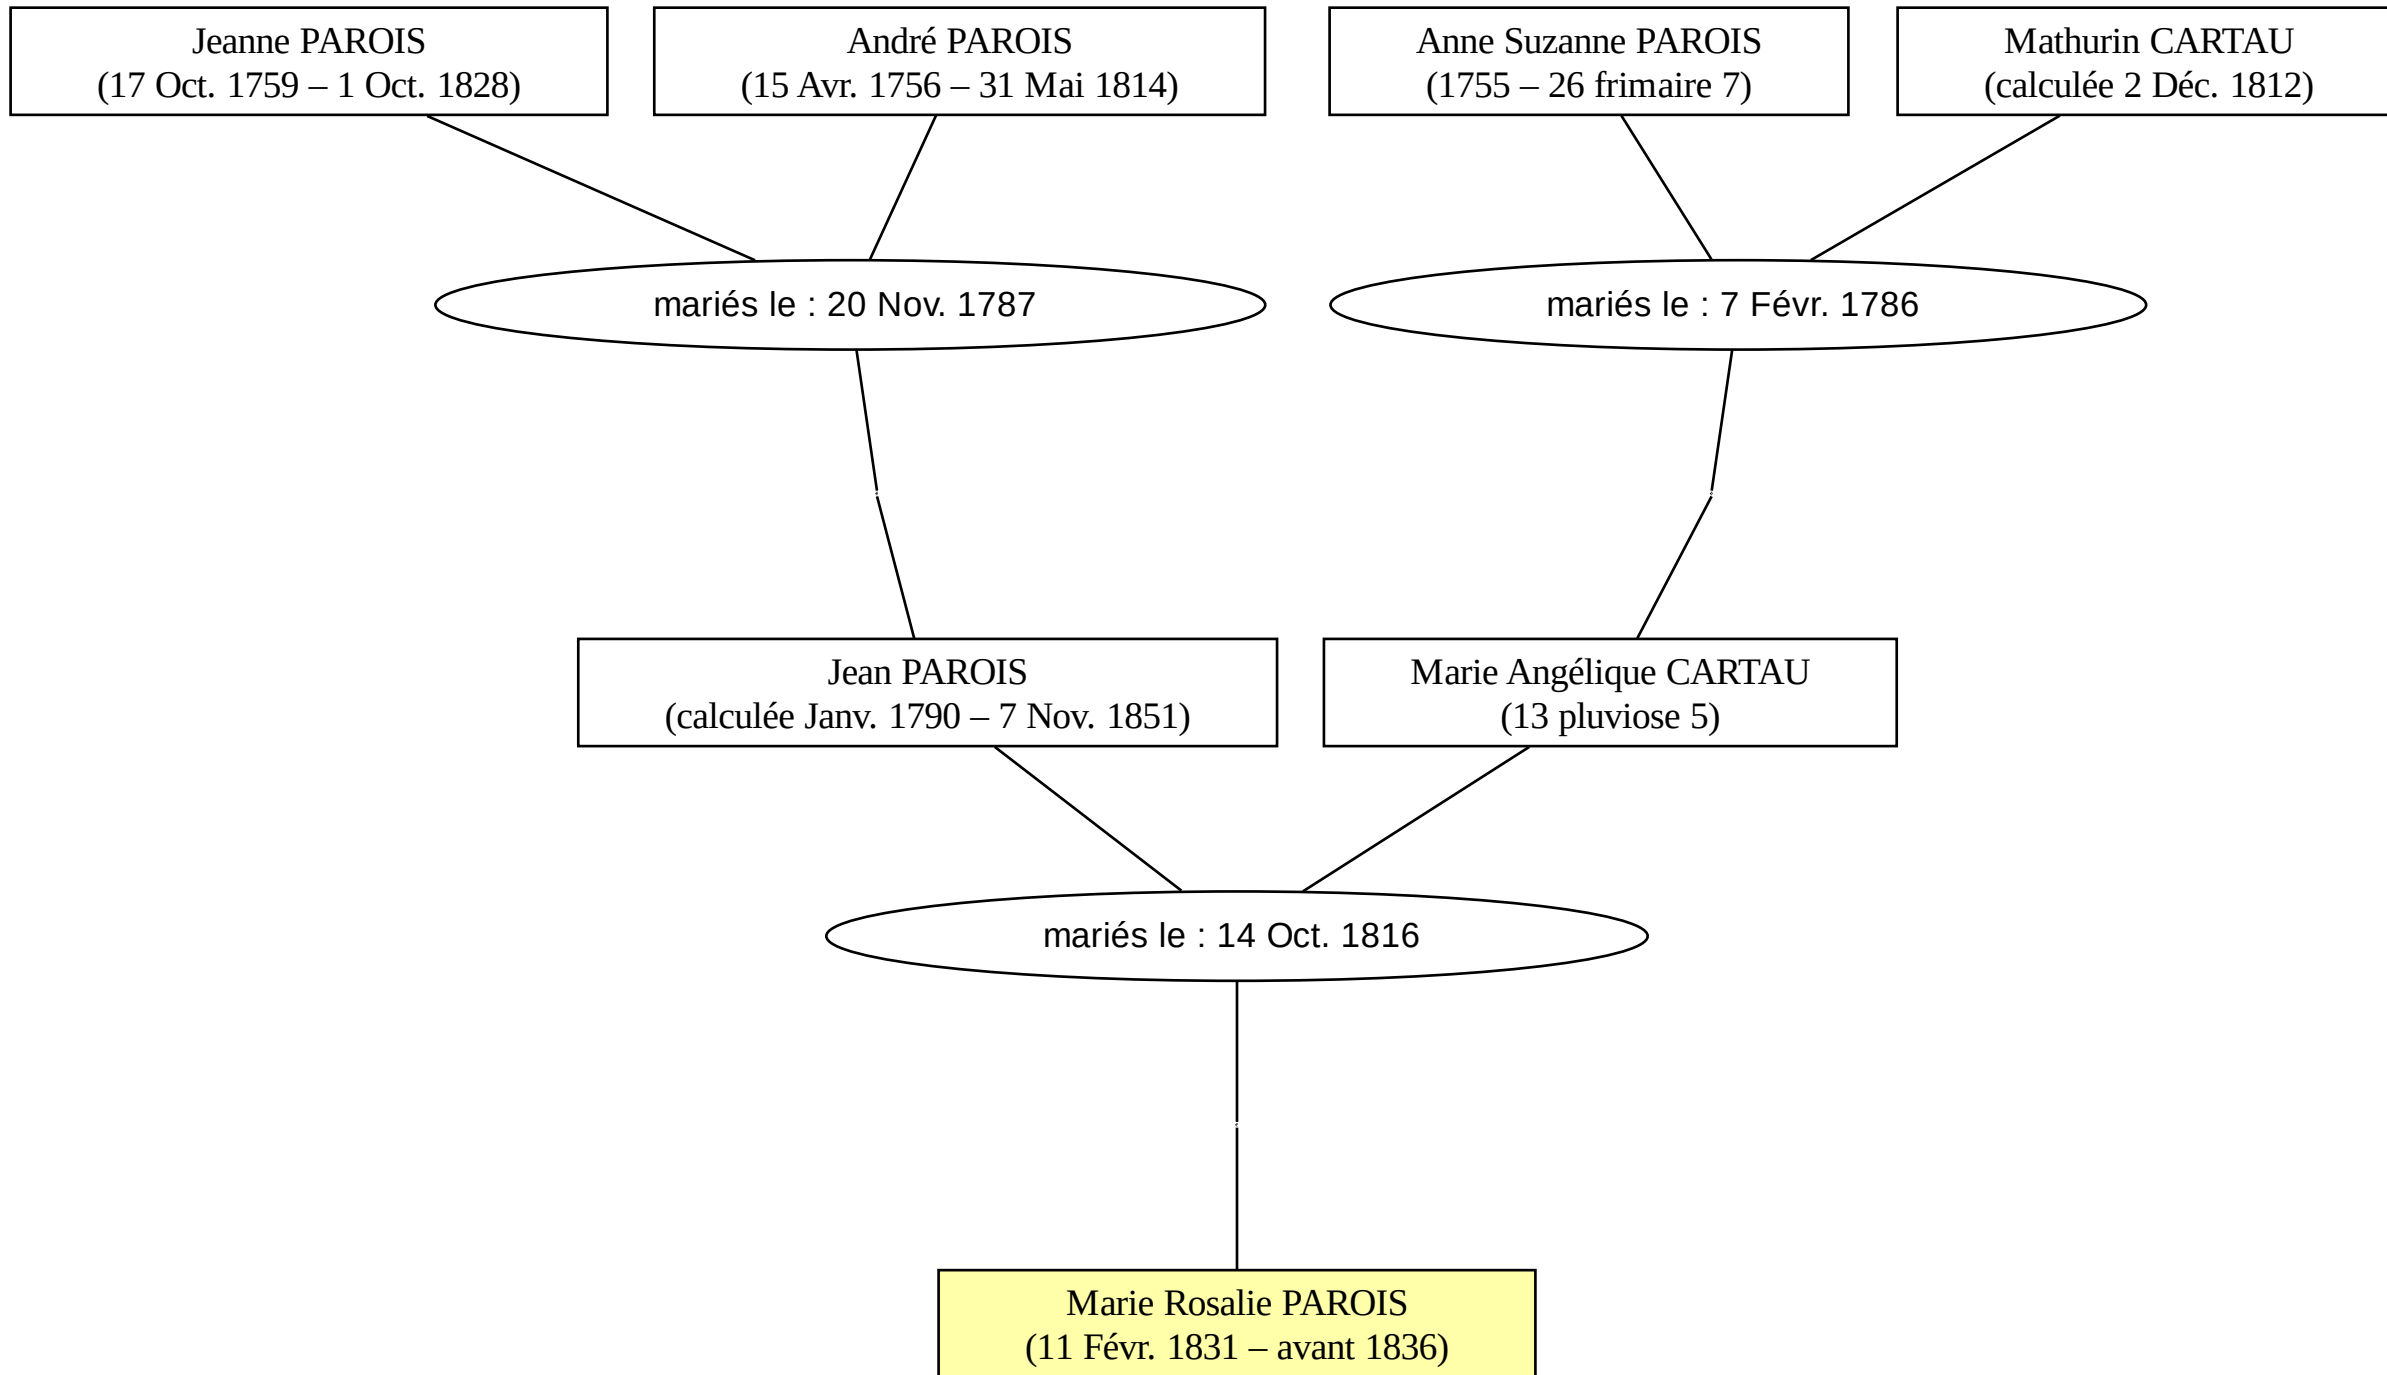 Jeanne PAROIS
(17 Oct. 1759 – 1 Oct. 1828)
André PAROIS
(15 Avr. 1756 – 31 Mai 1814)
Anne Suzanne PAROIS
(1755 – 26 frimaire 7)
Mathurin CARTAU
(calculée 2 Déc. 1812)
mariés le : 20 Nov. 1787
mariés le : 7 Févr. 1786
Jean PAROIS
(calculée Janv. 1790 – 7 Nov. 1851)
Marie Angélique CARTAU
(13 pluviose 5)
mariés le : 14 Oct. 1816
Marie Rosalie PAROIS
(11 Févr. 1831 – avant 1836)